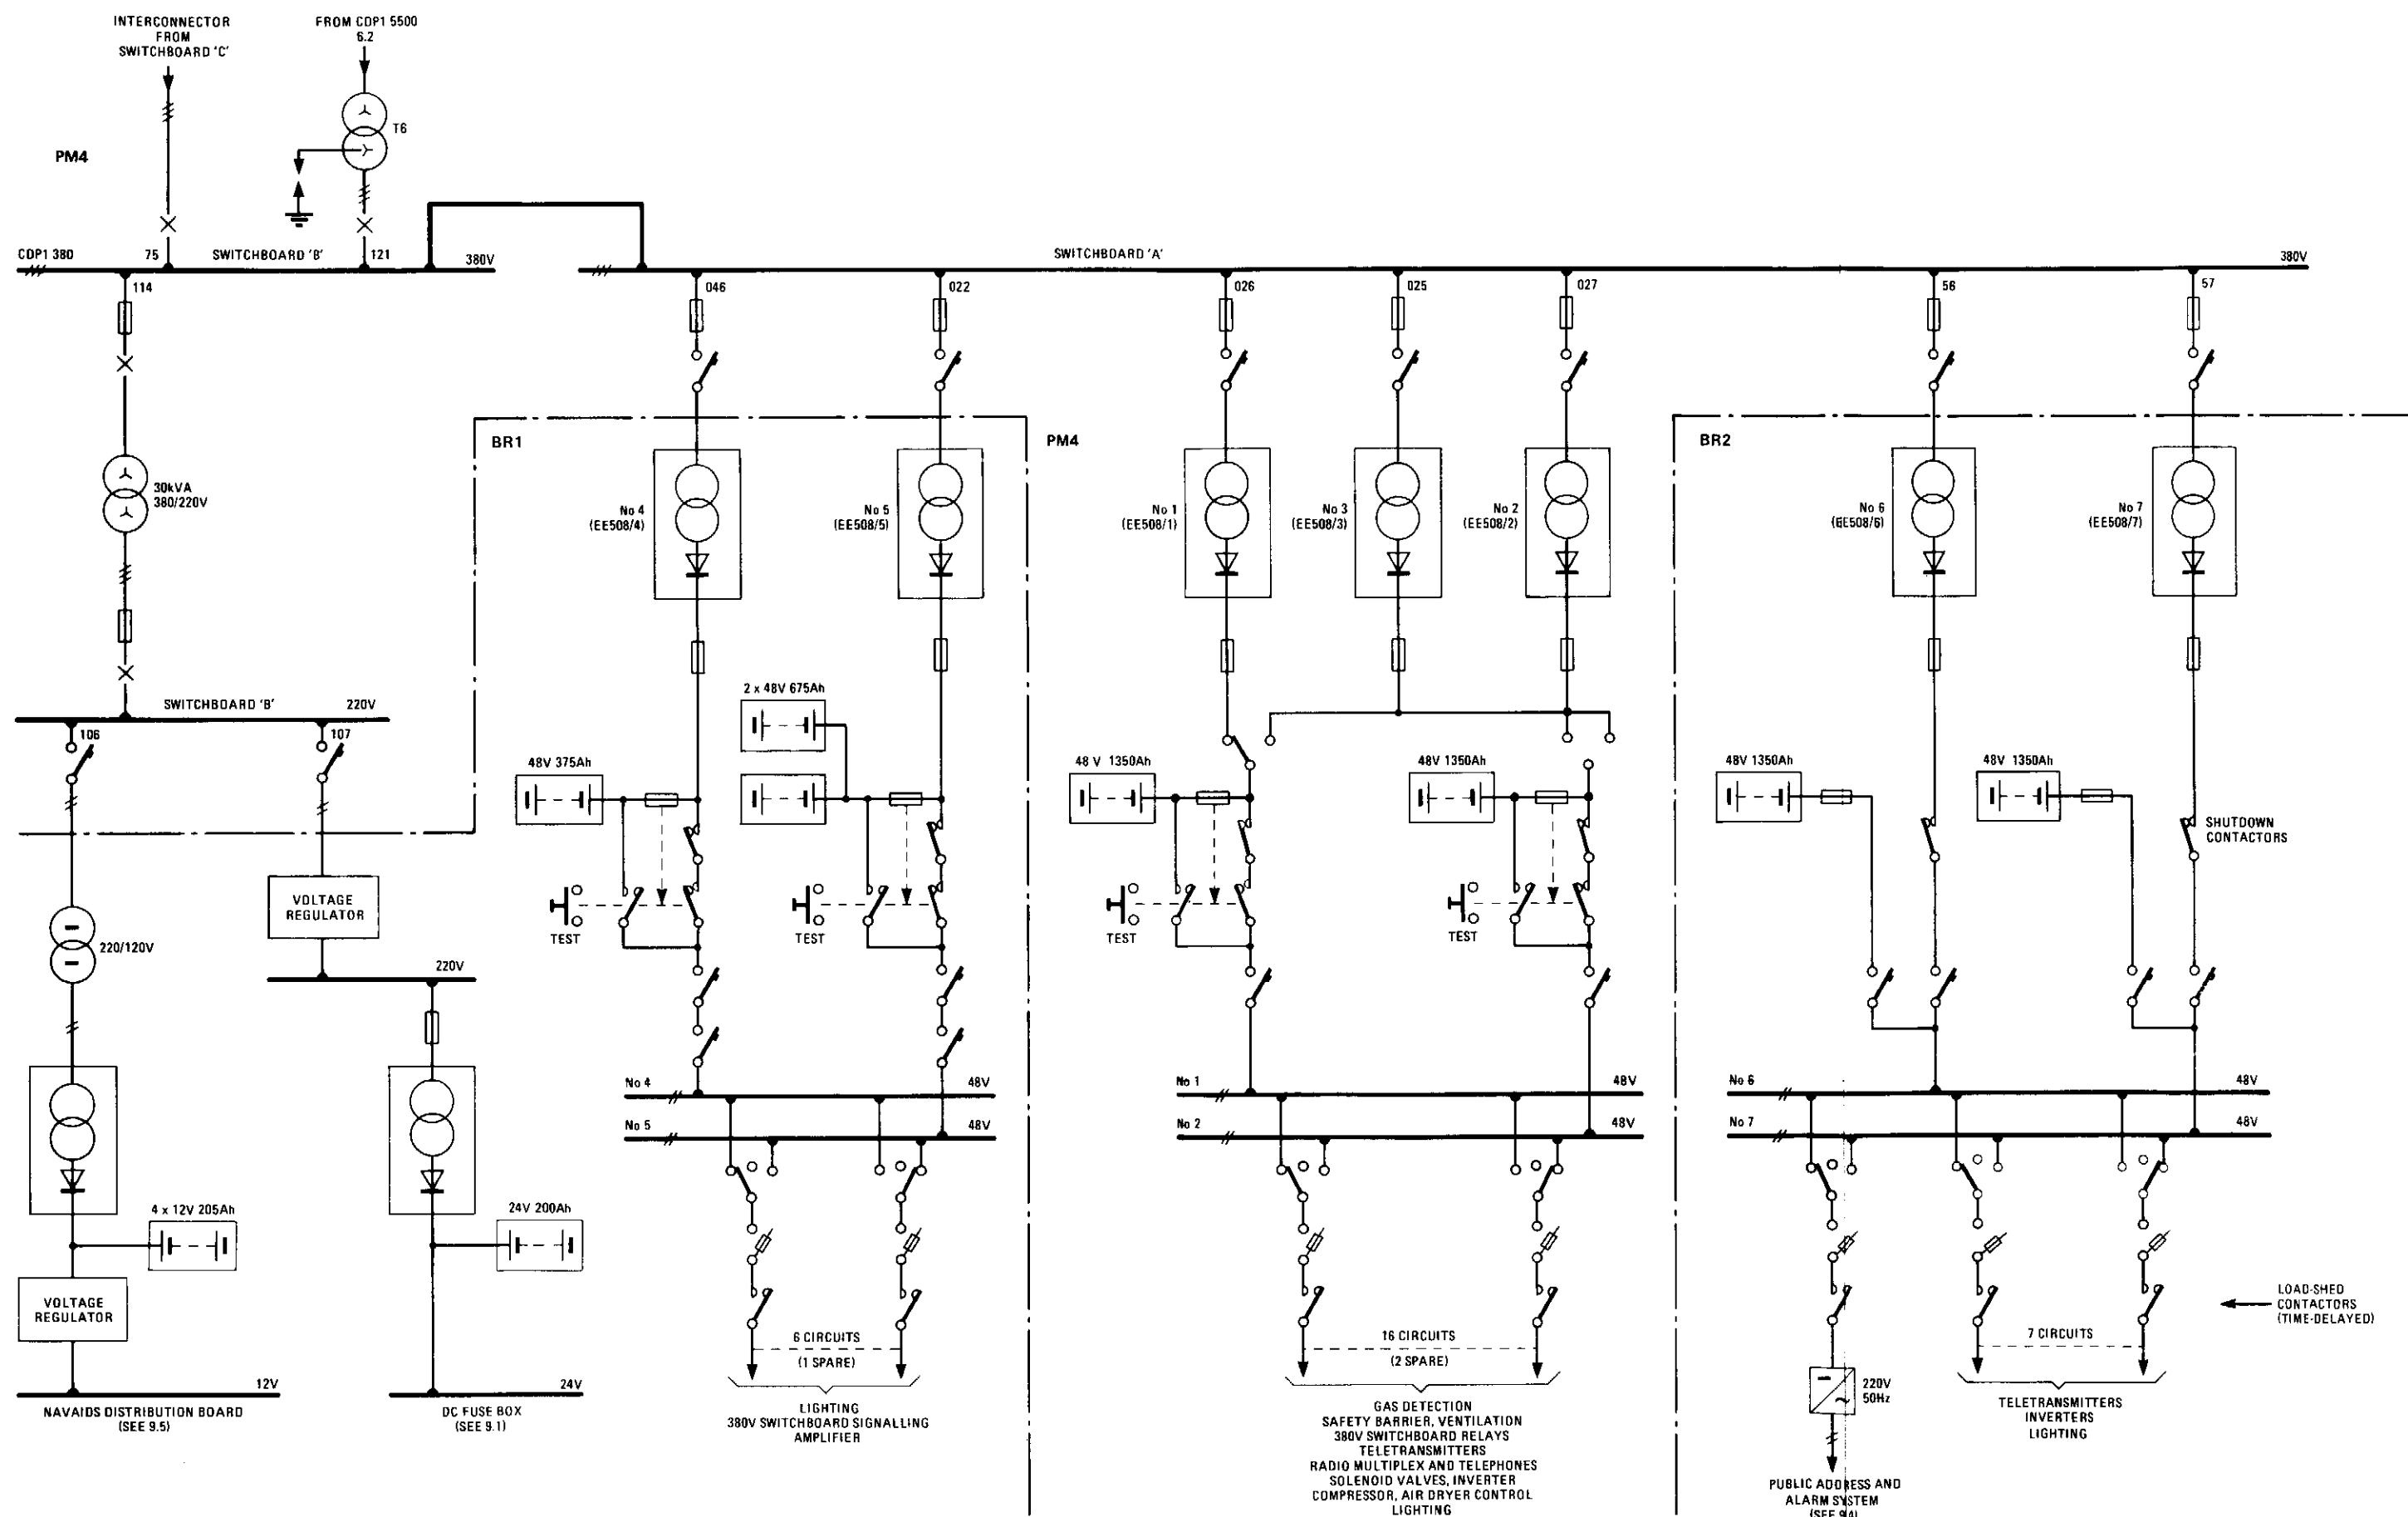 INTERCONNECTOR
FROM
SWITCHBOARD 'C'
FROM CDP1 5500
6.2
T6
PM4
CDP1 380
75
SWITCHBOARD 'B'
121
380V
SWITCHBOARD 'A'
380V
114
046
022
026
025
027
56
57
BR1
PM4
BR2
30kVA
380/220V
No 4
(EE508/4)
No 5
(EE508/5)
No 1
(EE508/1)
No 3
(EE508/3)
No 2
(EE508/2)
No 6
(EE508/6)
No 7
(EE508/7)
SWITCHBOARD 'B'
220V
106
107
2 x 48V 675Ah
48V 375Ah
48 V 1350Ah
48V 1350Ah
48V 1350Ah
48V 1350Ah
SHUTDOWN
CONTACTORS
VOLTAGE
REGULATOR
TEST
TEST
TEST
TEST
220/120V
220V
No 4
48V
No 5
48V
No 1
48V
No 2
48V
No 6
48V
No 7
48V
4 x 12V 205Ah
24V 200Ah
VOLTAGE
REGULATOR
6 CIRCUITS
(1 SPARE)
16 CIRCUITS
(2 SPARE)
7 CIRCUITS
LOAD-SHED
CONTACTORS
(TIME-DELAYED)
12V
24V
220V
50Hz
NAVAIDS DISTRIBUTION BOARD
(SEE 9.5)
DC FUSE BOX
(SEE 9.1)
LIGHTING
380V SWITCHBOARD SIGNALLING
AMPLIFIER
GAS DETECTION
SAFETY BARRIER, VENTILATION
380V SWITCHBOARD RELAYS
TELETRANSMITTERS
RADIO MULTIPLEX AND TELEPHONES
SOLENOID VALVES, INVERTER
COMPRESSOR, AIR DRYER CONTROL
LIGHTING
TELETRANSMITTERS
INVERTERS
LIGHTING
PUBLIC ADDRESS AND
ALARM SYSTEM
(SEE 9.4)